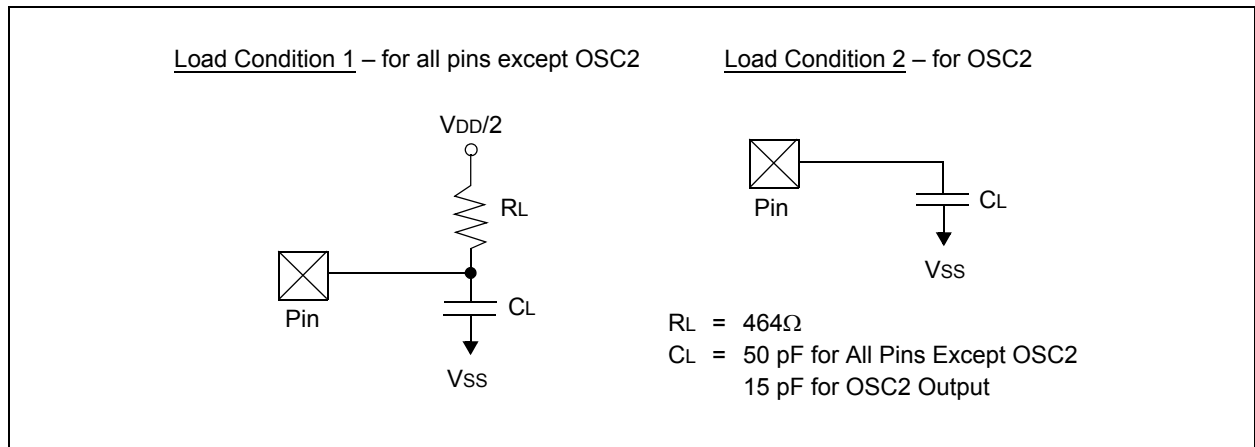 Load Condition 1 – for all pins except OSC2
VDD/2
RL
Pin
CL
VSS
Load Condition 2 – for OSC2
Pin
CL
VSS
RL = 464Ω
CL = 50 pF for All Pins Except OSC2
15 pF for OSC2 Output